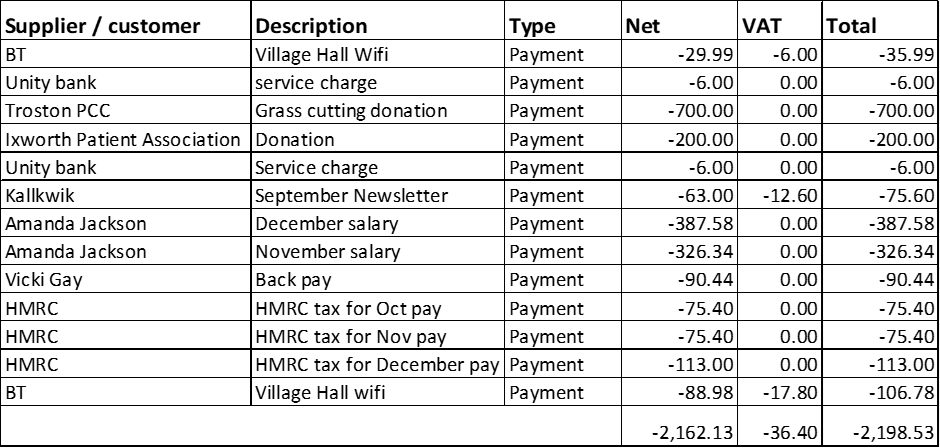 Supplier / customer Description Type Net VAT Total
BT Village Hall Wifi Payment -29.99 -6.00 -35.99
Unity bank service charge Payment -6.00 0.00 -6.00
Troston PCC Grass cutting donation Payment -700.00 0.00 -700.00
Ixworth Patient Association Donation Payment -200.00 0.00 -200.00
Unity bank Service charge Payment -6.00 0.00 -6.00
Kallkwik September Newsletter Payment -63.00 -12.60 -75.60
Amanda Jackson December salary Payment -387.58 0.00 -387.58
Amanda Jackson November salary Payment -326.34 0.00 -326.34
Vicki Gay Back pay Payment -90.44 0.00 -90.44
HMRC HMRC tax for Oct pay Payment -75.40 0.00 -75.40
HMRC HMRC tax for Nov pay Payment -75.40 0.00 -75.40
HMRC HMRC tax for December pay Payment -113.00 0.00 -113.00
BT Village Hall wifi Payment -88.98 -17.80 -106.78
-2,162.13 -36.40 -2,198.53